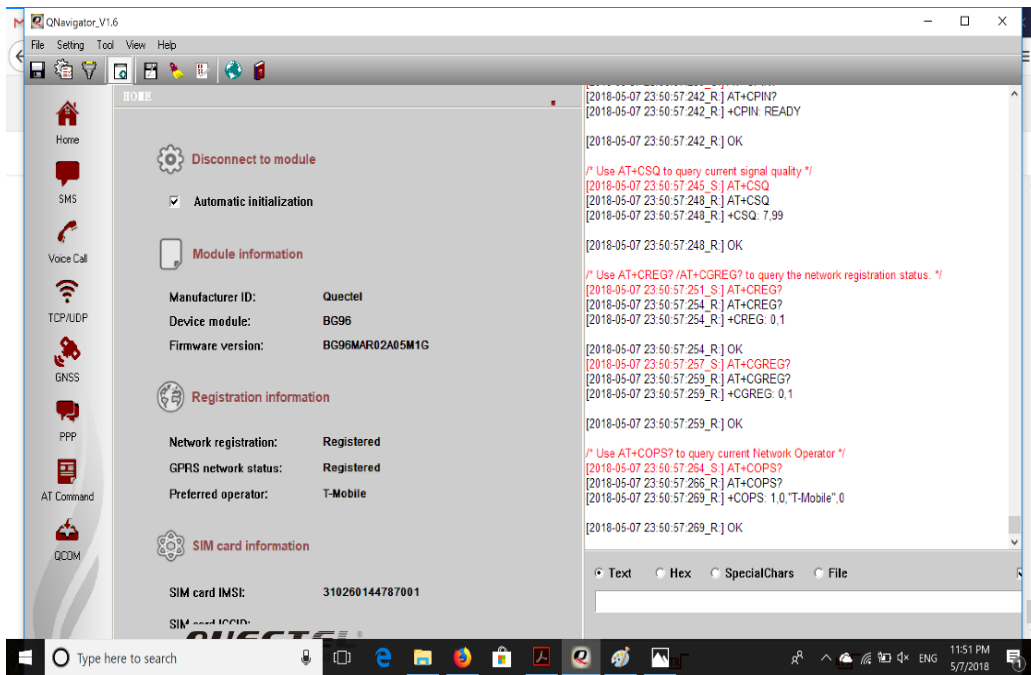 QNavigator_V1.6
File Setting Tool View Help
HOME
Home
SMS
Voice Call
TCP/UDP
GNSS
PPP
AT Command
QCOM
Disconnect to module
Automatic initialization
Module information
Manufacturer ID: Quectel
Device module: BG96
Firmware version: BG96MAR02A05M1G
Registration information
Network registration: Registered
GPRS network status: Registered
Preferred operator: T-Mobile
SIM card information
SIM card IMSI: 310260144787001
SIM card ICCID:
QUECTEL
[2018-05-07 23:50:57:242_R:] AT+CPIN?
[2018-05-07 23:50:57:242_R:] +CPIN: READY
[2018-05-07 23:50:57:242_R:] OK
/* Use AT+CSQ to query current signal quality */
[2018-05-07 23:50:57:245_S:] AT+CSQ
[2018-05-07 23:50:57:248_R:] AT+CSQ
[2018-05-07 23:50:57:248_R:] +CSQ: 7,99
[2018-05-07 23:50:57:248_R:] OK
/* Use AT+CREG? /AT+CGREG? to query the network registration status. */
[2018-05-07 23:50:57:251_S:] AT+CREG?
[2018-05-07 23:50:57:254_R:] AT+CREG?
[2018-05-07 23:50:57:254_R:] +CREG: 0,1
[2018-05-07 23:50:57:254_R:] OK
[2018-05-07 23:50:57:257_S:] AT+CGREG?
[2018-05-07 23:50:57:259_R:] AT+CGREG?
[2018-05-07 23:50:57:259_R:] +CGREG: 0,1
[2018-05-07 23:50:57:259_R:] OK
/* Use AT+COPS? to query current Network Operator */
[2018-05-07 23:50:57:264_S:] AT+COPS?
[2018-05-07 23:50:57:266_R:] AT+COPS?
[2018-05-07 23:50:57:269_R:] +COPS: 1,0,"T-Mobile",0
[2018-05-07 23:50:57:269_R:] OK
Text Hex SpecialChars File
Type here to search
ENG
11:51 PM
5/7/2018